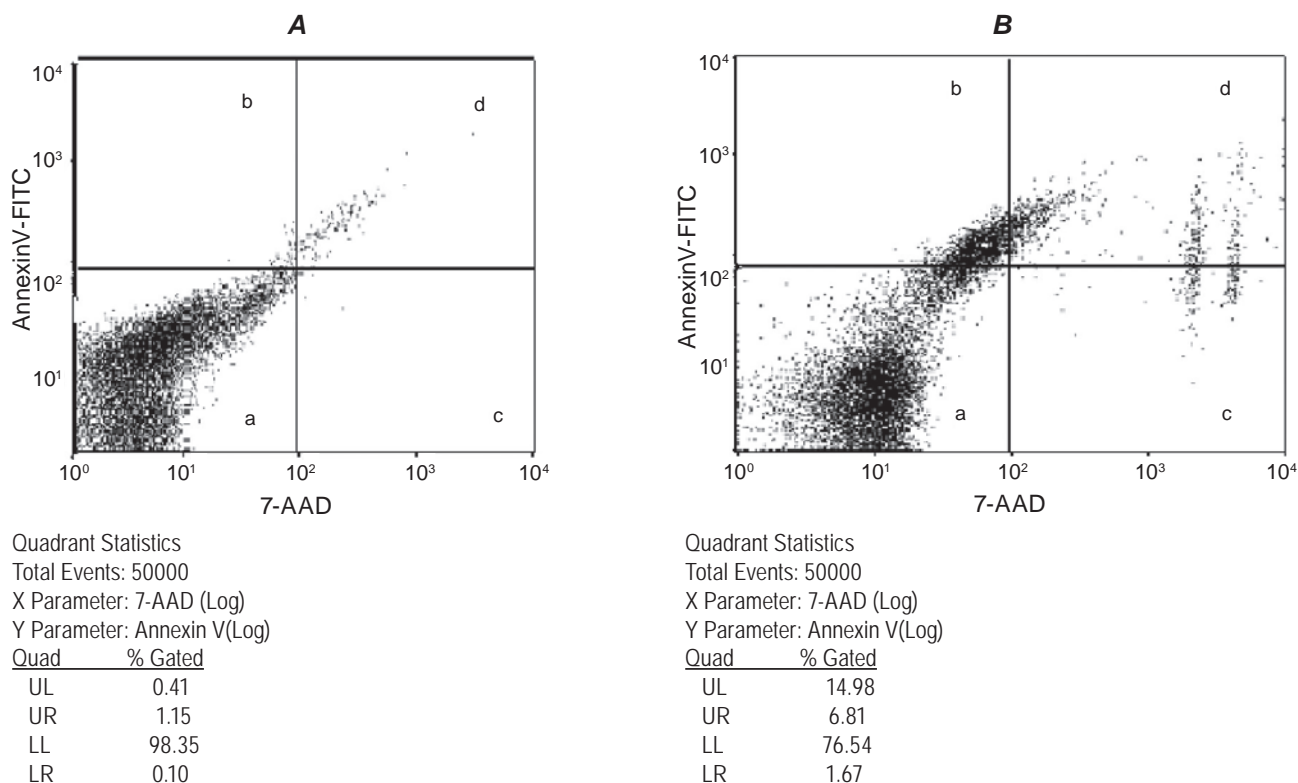 A
AnnexinV-FITC
10⁴
10³
10²
10¹
b
d
a
c
10⁰ 10¹ 10² 10³ 10⁴
7-AAD
Quadrant Statistics
Total Events: 50000
X Parameter: 7-AAD (Log)
Y Parameter: Annexin V(Log)
Quad % Gated
UL 0.41
UR 1.15
LL 98.35
LR 0.10
B
AnnexinV-FITC
10⁴
10³
10²
10¹
b
d
a
c
10⁰ 10¹ 10² 10³ 10⁴
7-AAD
Quadrant Statistics
Total Events: 50000
X Parameter: 7-AAD (Log)
Y Parameter: Annexin V(Log)
Quad % Gated
UL 14.98
UR 6.81
LL 76.54
LR 1.67